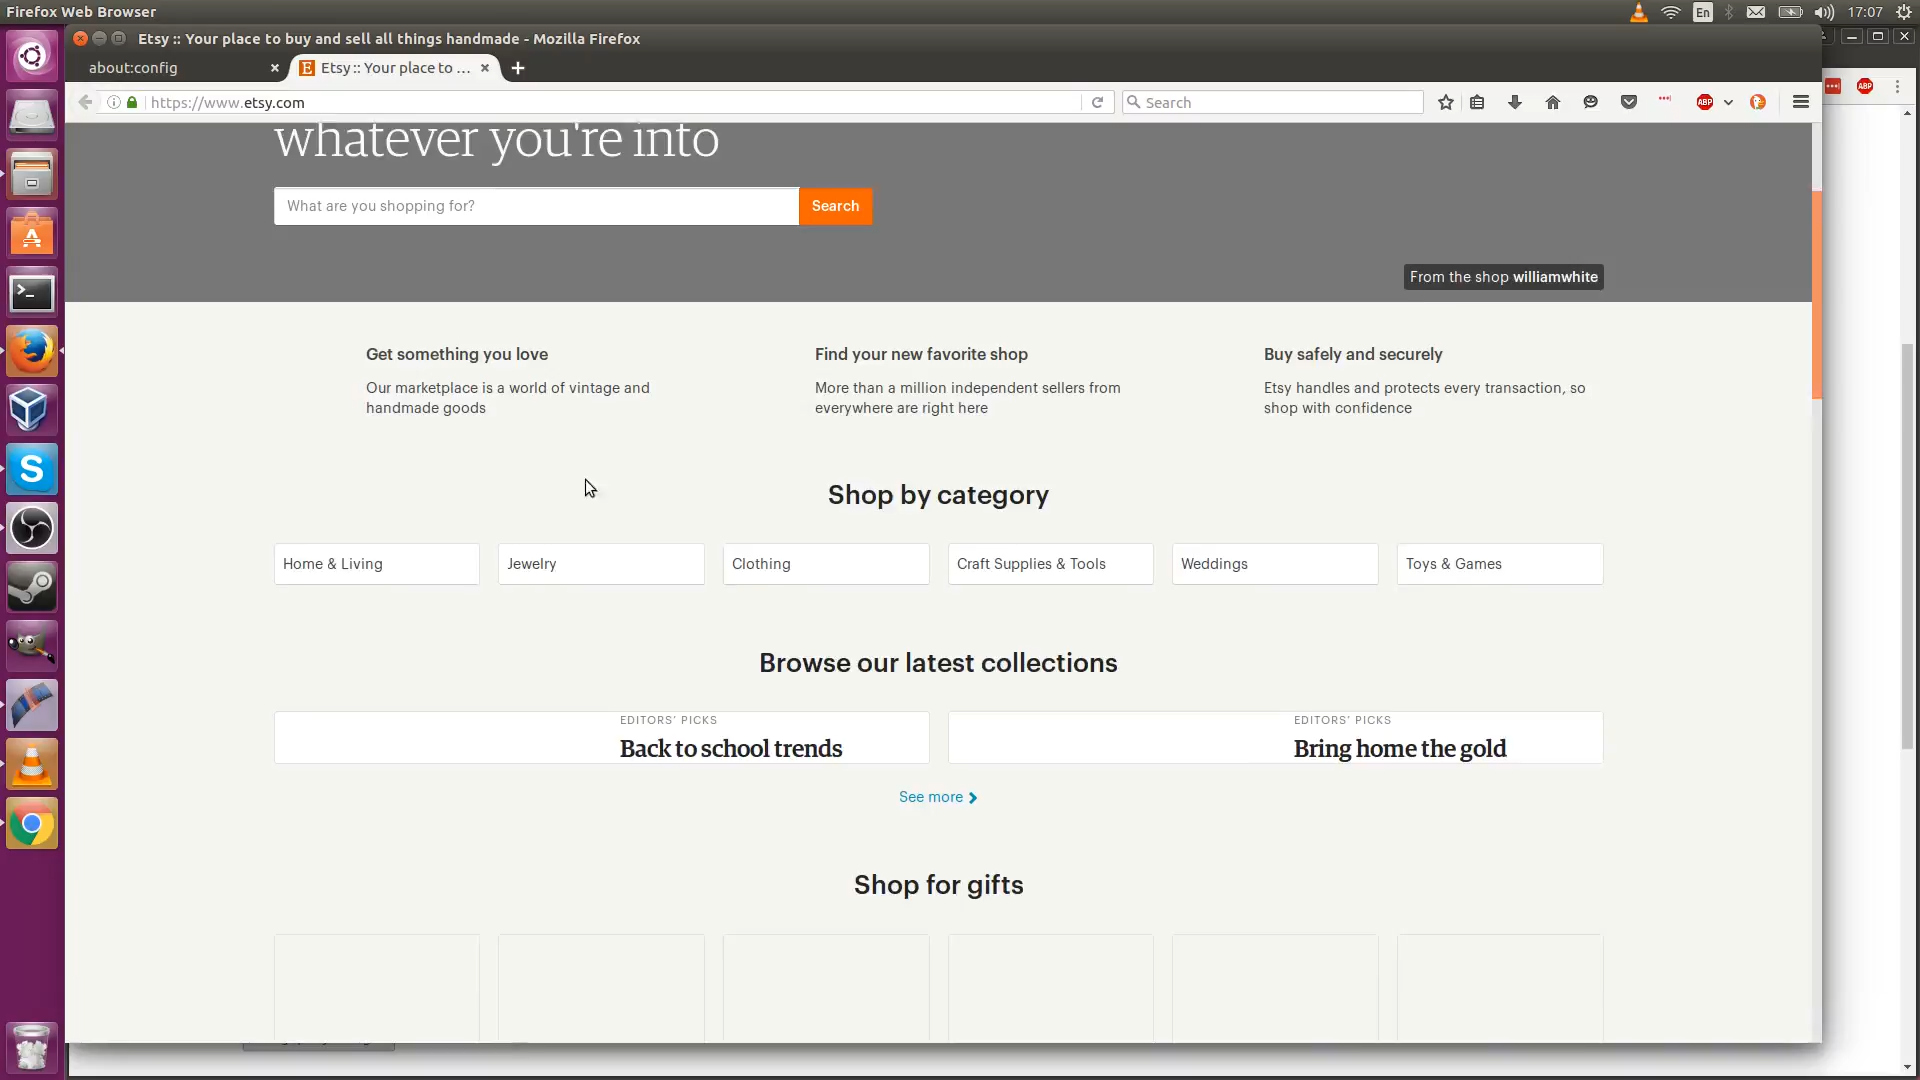 Firefox Web Browser
En
17:07
Etsy :: Your place to buy and sell all things handmade - Mozilla Firefox
about:config
Etsy :: Your place to ...
https://www.etsy.com
Search
ABP
ABP
whatever you're into
What are you shopping for?
Search
From the shop williamwhite
Get something you love
Our marketplace is a world of vintage and
handmade goods
Find your new favorite shop
More than a million independent sellers from
everywhere are right here
Buy safely and securely
Etsy handles and protects every transaction, so
shop with confidence
Shop by category
Home & Living
Jewelry
Clothing
Craft Supplies & Tools
Weddings
Toys & Games
Browse our latest collections
EDITORS' PICKS
Back to school trends
EDITORS' PICKS
Bring home the gold
See more
Shop for gifts